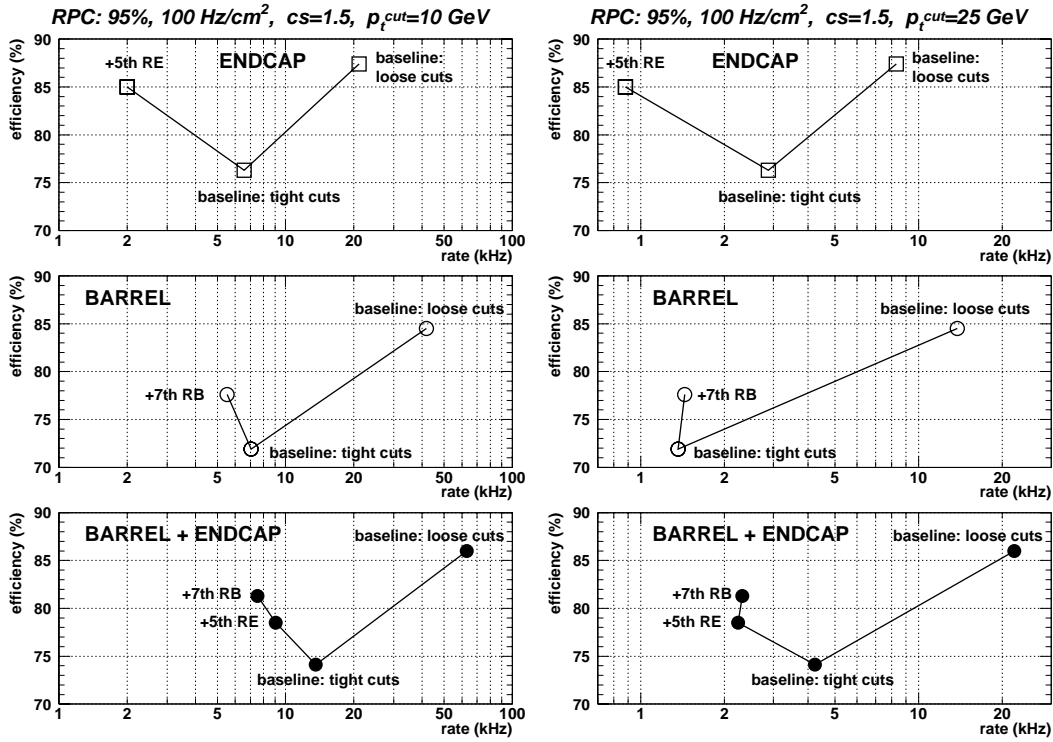 RPC: 95%, 100 Hz/cm2, cs=1.5, ptcut=10 GeV
efficiency (%)
90
85
80
75
70
+5th RE
ENDCAP
baseline:
loose cuts
baseline: tight cuts
1 2 5 10 20 50 100
rate (kHz)
RPC: 95%, 100 Hz/cm2, cs=1.5, ptcut=25 GeV
efficiency (%)
90
85
80
75
70
+5th RE
ENDCAP
baseline:
loose cuts
baseline: tight cuts
1 2 10 20
rate (kHz)
efficiency (%)
90
85
80
75
70
BARREL
baseline: loose cuts
+7th RB
baseline: tight cuts
1 2 5 10 20 50 100
rate (kHz)
efficiency (%)
90
85
80
75
70
BARREL
baseline: loose cuts
+7th RB
baseline: tight cuts
1 2 10 20
rate (kHz)
efficiency (%)
90
85
80
75
70
BARREL + ENDCAP
baseline: loose cuts
+7th RB
+5th RE
baseline: tight cuts
1 2 5 10 20 50 100
rate (kHz)
efficiency (%)
90
85
80
75
70
BARREL + ENDCAP
baseline: loose cuts
+7th RB
+5th RE
baseline: tight cuts
1 2 10 20
rate (kHz)